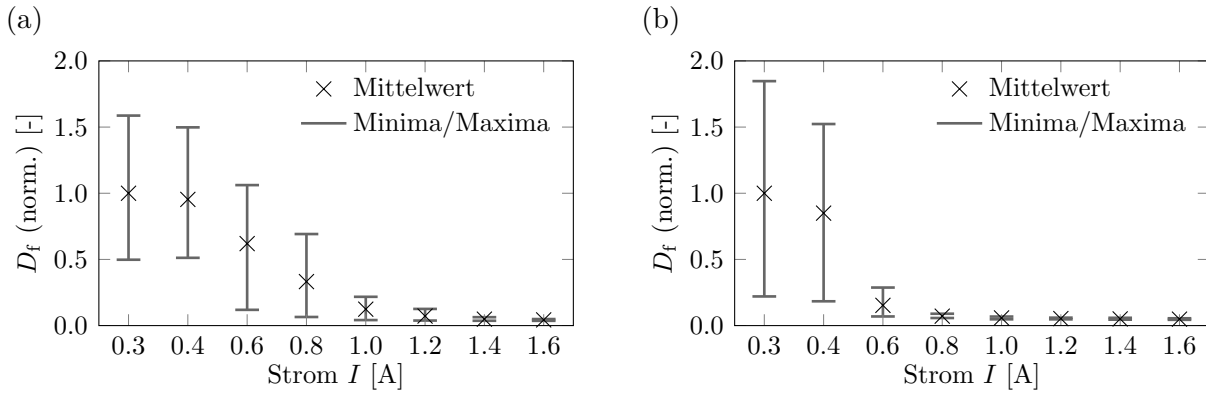 (a)
2.0
1.5
1.0
0.5
0.0
D_f (norm.) [-]
Mittelwert
Minima/Maxima
0.3 0.4 0.6 0.8 1.0 1.2 1.4 1.6
Strom I [A]
(b)
2.0
1.5
1.0
0.5
0.0
D_f (norm.) [-]
Mittelwert
Minima/Maxima
0.3 0.4 0.6 0.8 1.0 1.2 1.4 1.6
Strom I [A]